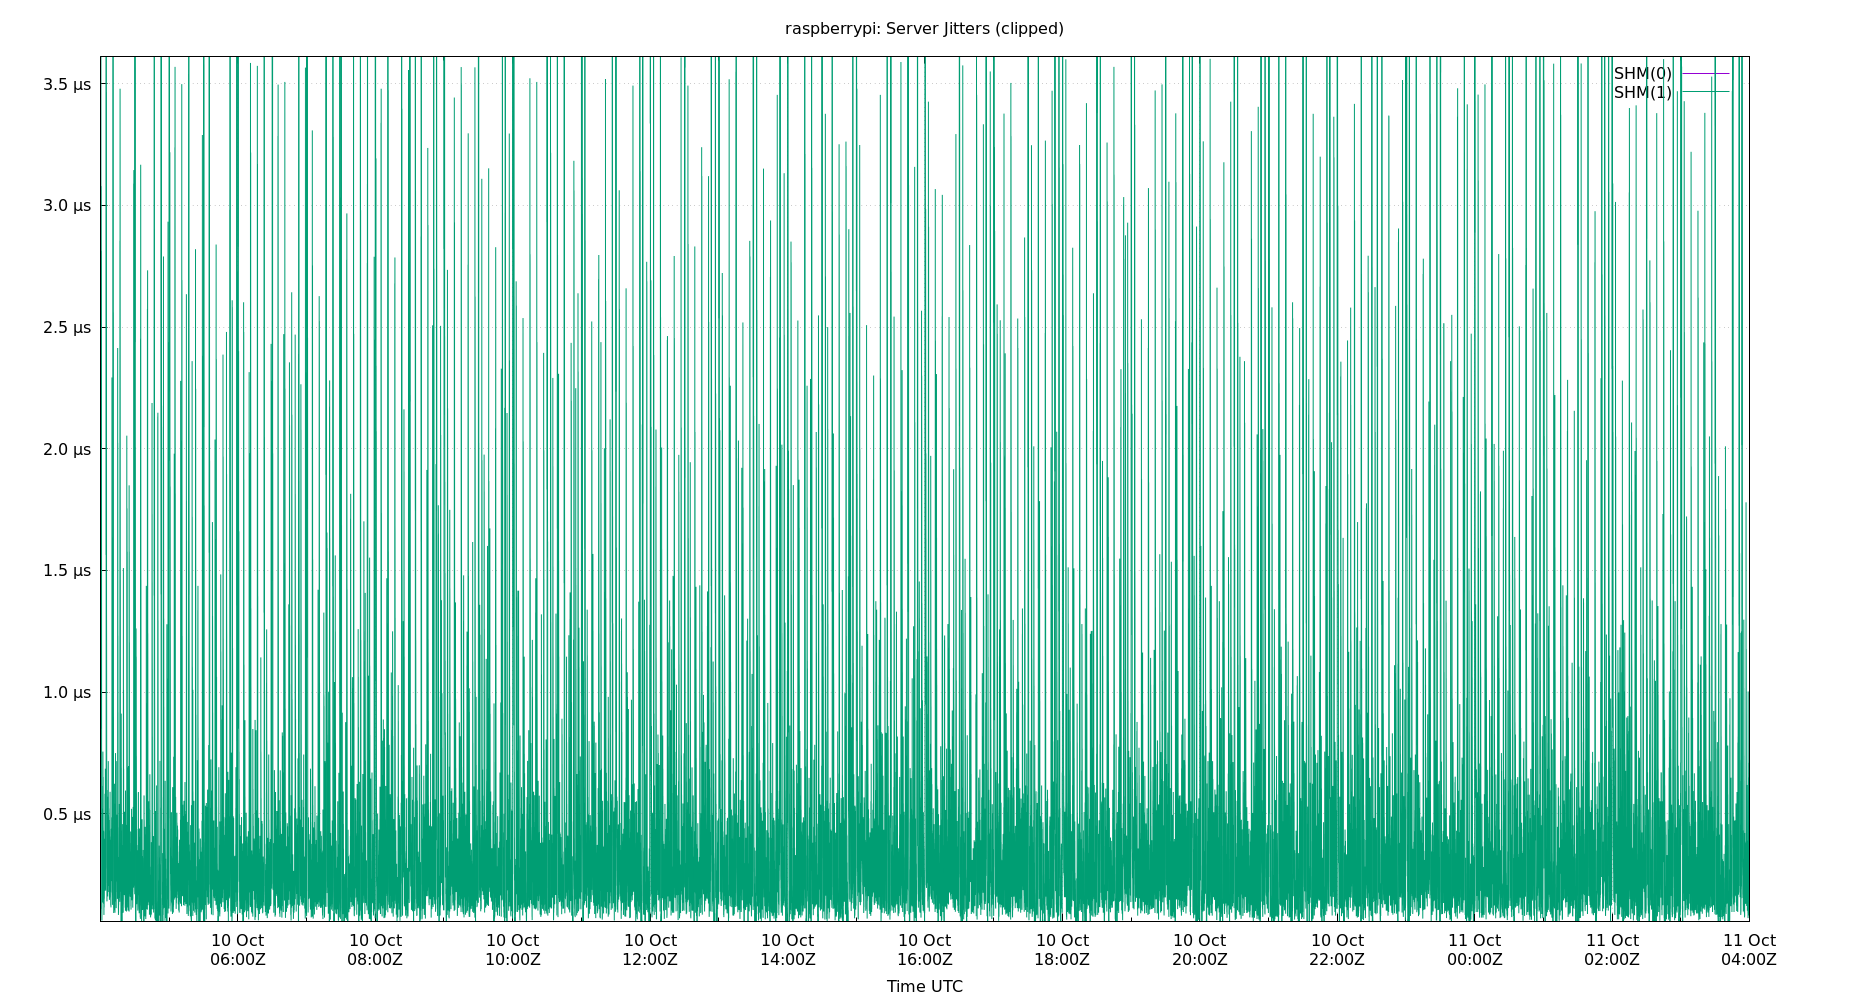 raspberrypi: Server Jitters (clipped)
SHM(0)
SHM(1)
3.5 µs
3.0 µs
2.5 µs
2.0 µs
1.5 µs
1.0 µs
0.5 µs
10 Oct 10 Oct 10 Oct 10 Oct 10 Oct 10 Oct 10 Oct 10 Oct 10 Oct 11 Oct 11 Oct 11 Oct
06:00Z 08:00Z 10:00Z 12:00Z 14:00Z 16:00Z 18:00Z 20:00Z 22:00Z 00:00Z 02:00Z 04:00Z
Time UTC